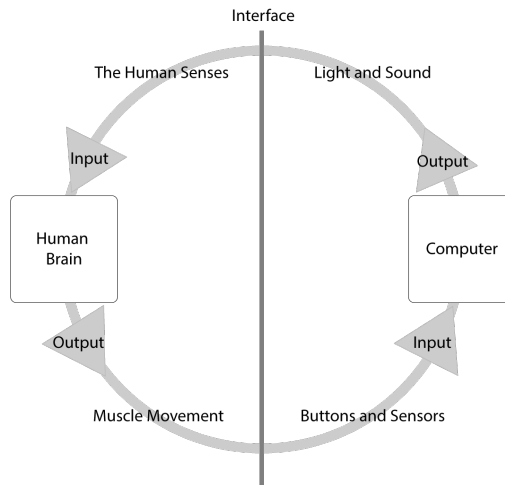 Interface
The Human Senses
Light and Sound
Input
Output
Human
Brain
Computer
Output
Input
Muscle Movement
Buttons and Sensors